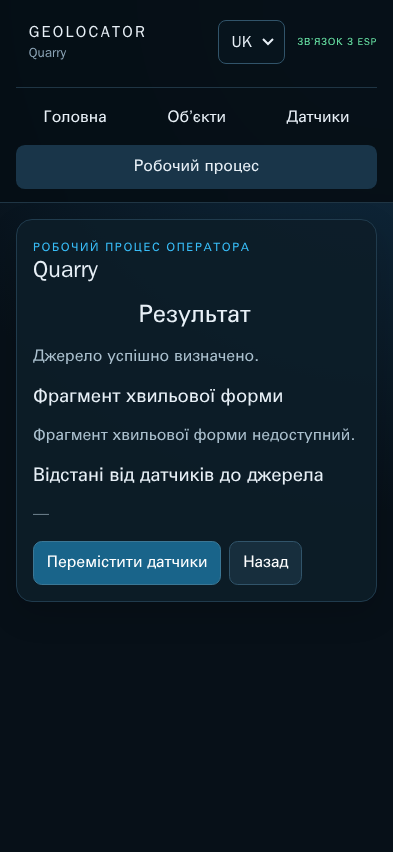 GEOLOCATOR
Quarry
UK
ЗВ'ЯЗОК З ESP
Головна
Об'єкти
Датчики
Робочий процес
РОБОЧИЙ ПРОЦЕС ОПЕРАТОРА
Quarry
Результат
Джерело успішно визначено.
Фрагмент хвильової форми
Фрагмент хвильової форми недоступний.
Відстані від датчиків до джерела
—
Перемістити датчики
Назад